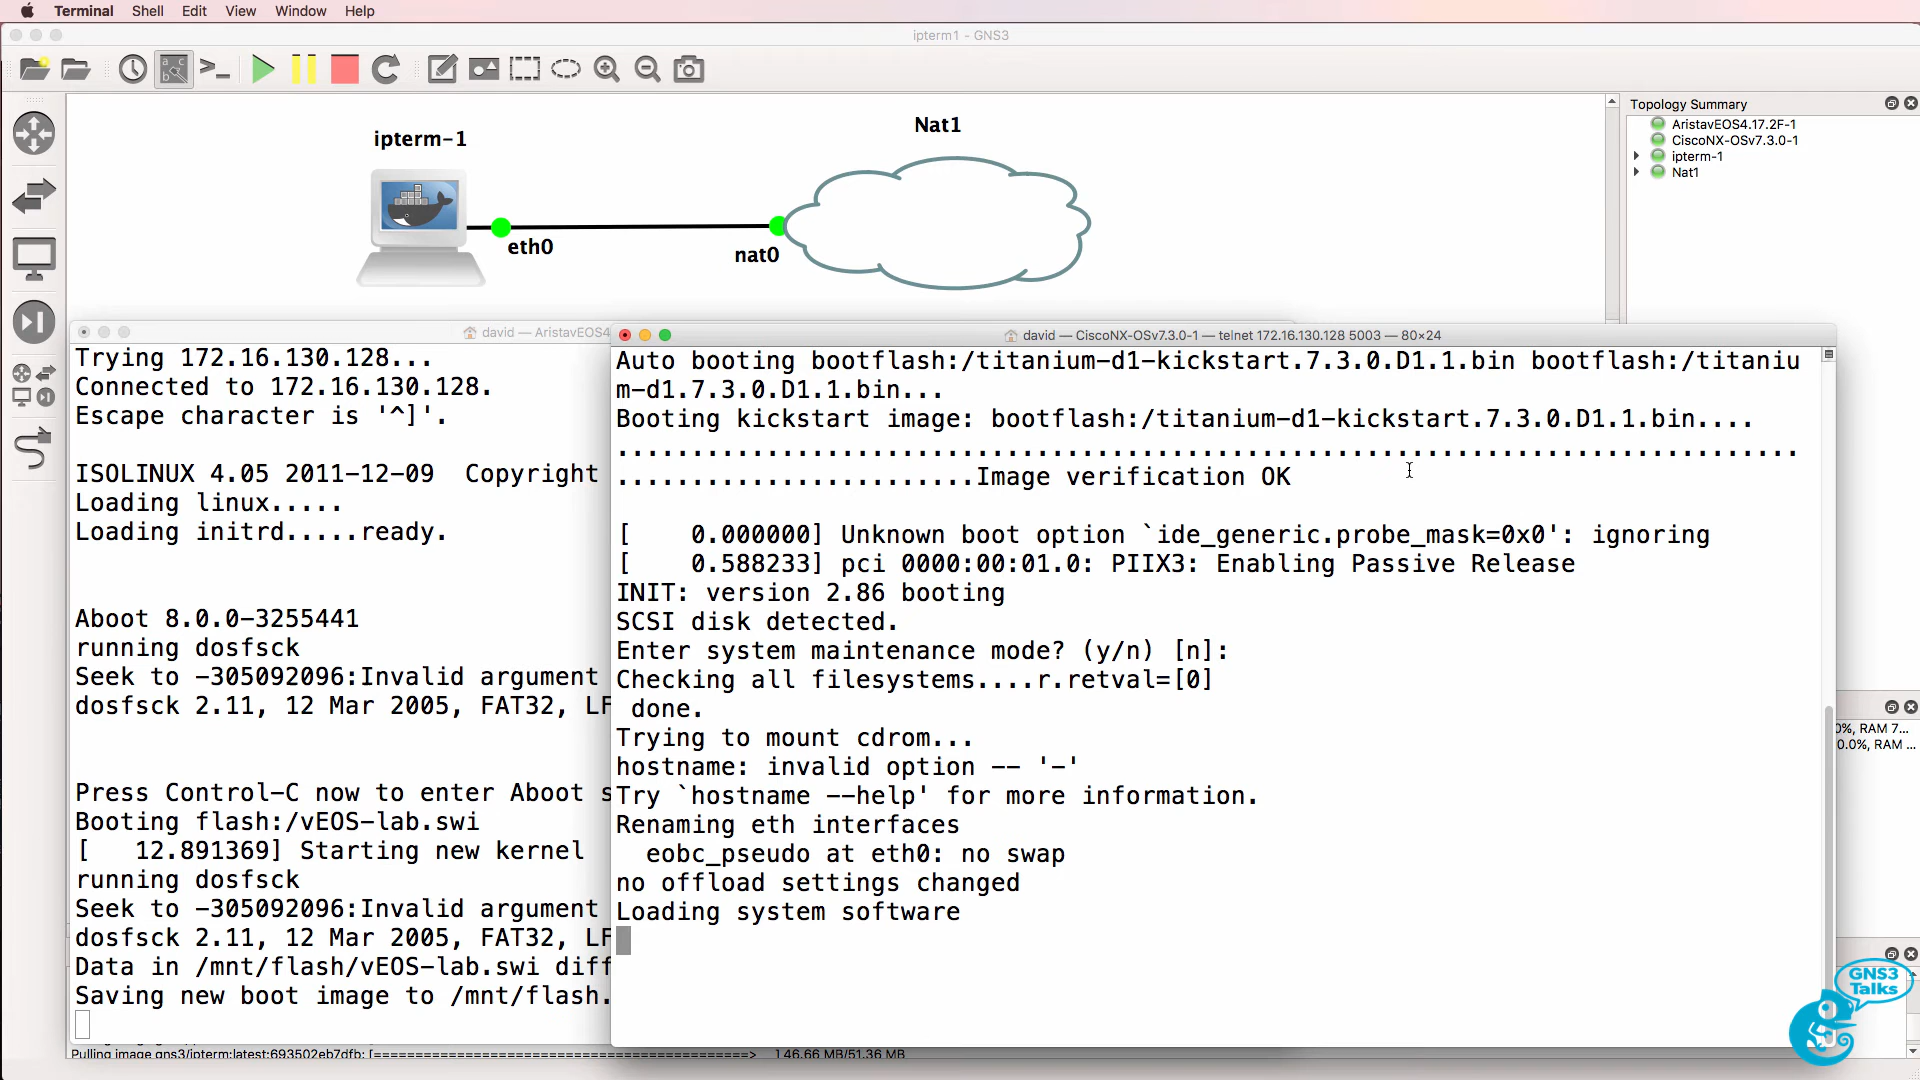 Terminal Shell Edit View Window Help
ipterm1 - GNS3
ipterm-1
Nat1
eth0
nat0
Topology Summary
AristavEOS4.17.2F-1
CiscoNX-OSv7.3.0-1
ipterm-1
Nat1
david — AristavEOS4
Trying 172.16.130.128...
Connected to 172.16.130.128.
Escape character is '^]'.
ISOLINUX 4.05 2011-12-09  Copyright
Loading linux.....
Loading initrd.....ready.
Aboot 8.0.0-3255441
running dosfsck
Seek to -305092096:Invalid argument
dosfsck 2.11, 12 Mar 2005, FAT32, LF
Press Control-C now to enter Aboot s
Booting flash:/vEOS-lab.swi
[   12.891369] Starting new kernel
running dosfsck
Seek to -305092096:Invalid argument
dosfsck 2.11, 12 Mar 2005, FAT32, LF
Data in /mnt/flash/vEOS-lab.swi diff
Saving new boot image to /mnt/flash.
david — CiscoNX-OSv7.3.0-1 — telnet 172.16.130.128 5003 — 80×24
Auto booting bootflash:/titanium-d1-kickstart.7.3.0.D1.1.bin bootflash:/titaniu
m-d1.7.3.0.D1.1.bin...
Booting kickstart image: bootflash:/titanium-d1-kickstart.7.3.0.D1.1.bin....
...............................................................................
........................Image verification OK
[    0.000000] Unknown boot option `ide_generic.probe_mask=0x0': ignoring
[    0.588233] pci 0000:00:01.0: PIIX3: Enabling Passive Release
INIT: version 2.86 booting
SCSI disk detected.
Enter system maintenance mode? (y/n) [n]:
Checking all filesystems....r.retval=[0]
 done.
Trying to mount cdrom...
hostname: invalid option -- '-'
Try `hostname --help' for more information.
Renaming eth interfaces
  eobc_pseudo at eth0: no swap
no offload settings changed
Loading system software
0%, RAM 7...
0.0%, RAM ...
Pulling image gns3/ipterm:latest:693502eb7dfb: [==================================================>
GNS3
Talks